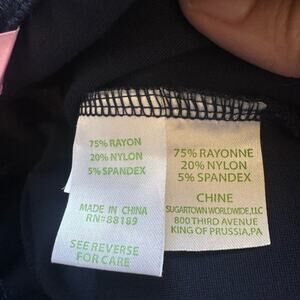 75% RAYON
20% NYLON
5% SPANDEX
MADE IN CHINA
RN#88189
SEE REVERSE
FOR CARE
75% RAYONNE
20% NYLON
5% SPANDEX
CHINE
SUGARTOWN WORLDWIDE, LLC
800 THIRD AVENUE
KING OF PRUSSIA, PA